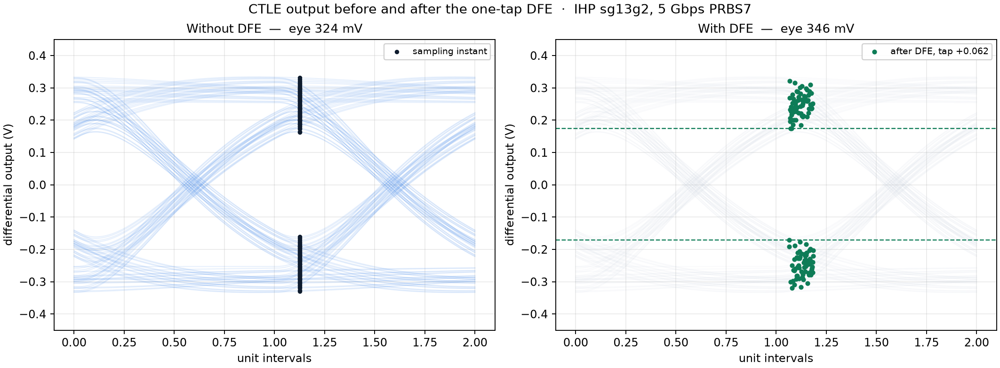 CTLE output before and after the one-tap DFE · IHP sg13g2, 5 Gbps PRBS7
Without DFE — eye 324 mV
sampling instant
differential output (V)
0.4
0.3
0.2
0.1
0.0
−0.1
−0.2
−0.3
−0.4
0.00 0.25 0.50 0.75 1.00 1.25 1.50 1.75 2.00
unit intervals
With DFE — eye 346 mV
after DFE, tap +0.062
differential output (V)
0.4
0.3
0.2
0.1
0.0
−0.1
−0.2
−0.3
−0.4
0.00 0.25 0.50 0.75 1.00 1.25 1.50 1.75 2.00
unit intervals